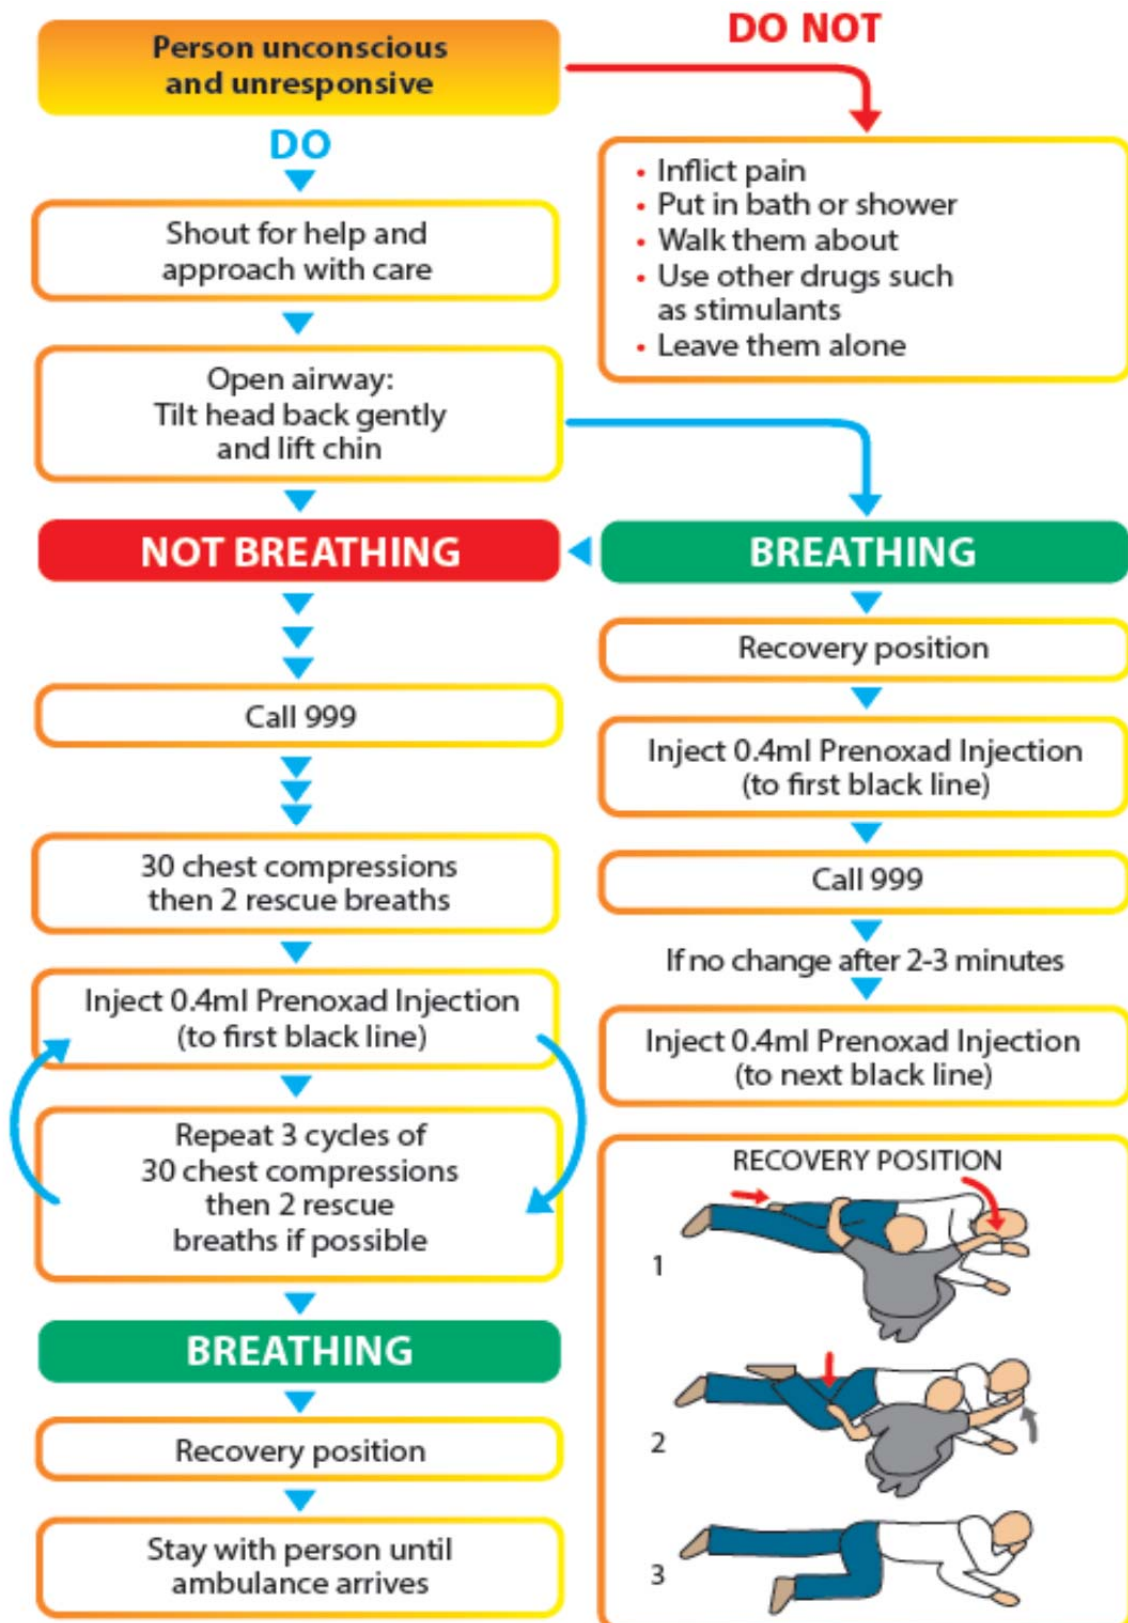 Person unconscious
and unresponsive
DO NOT
• Inflict pain
• Put in bath or shower
• Walk them about
• Use other drugs such
as stimulants
• Leave them alone
DO
Shout for help and
approach with care
Open airway:
Tilt head back gently
and lift chin
NOT BREATHING
Call 999
30 chest compressions
then 2 rescue breaths
Inject 0.4ml Prenoxad Injection
(to first black line)
Repeat 3 cycles of
30 chest compressions
then 2 rescue
breaths if possible
BREATHING
Recovery position
Stay with person until
ambulance arrives
BREATHING
Recovery position
Inject 0.4ml Prenoxad Injection
(to first black line)
Call 999
If no change after 2-3 minutes
Inject 0.4ml Prenoxad Injection
(to next black line)
RECOVERY POSITION
1
2
3